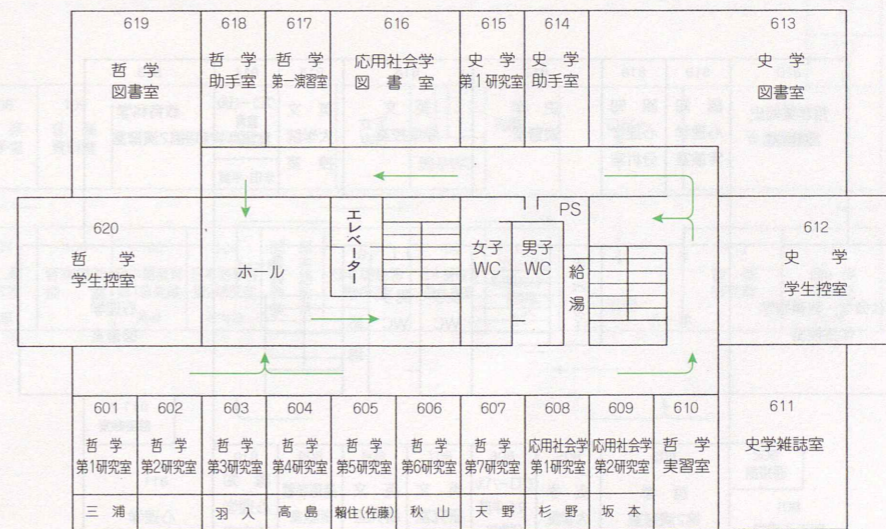 619
哲　学
図書室
618
哲　学
助手室
617
哲　学
第一演習室
616
応用社会学
図　書　室
615
史　学
第1研究室
614
史　学
助手室
613
史　学
図書室
620
哲　　学
学生控室
ホール
エレベーター
女子
WC
男子
WC
PS
給湯
612
史　　学
学生控室
601
哲　学
第1研究室
三　浦
602
哲　学
第2研究室
603
哲　学
第3研究室
羽　入
604
哲　学
第4研究室
高　島
605
哲　学
第5研究室
頼住(佐藤)
606
哲　学
第6研究室
秋　山
607
哲　学
第7研究室
天　野
608
応用社会学
第1研究室
杉　野
609
応用社会学
第2研究室
坂　本
610
哲　学
実習室
611
史学雑誌室